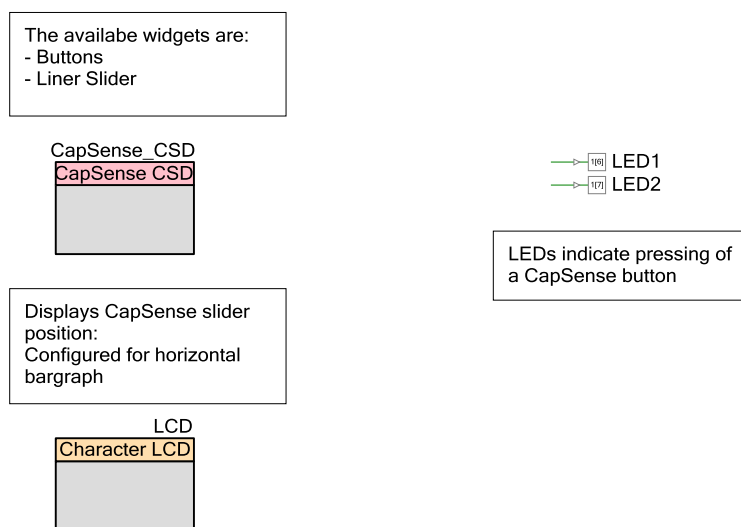 The availabe widgets are:
- Buttons
- Liner Slider
CapSense_CSD
CapSense CSD
1[6] LED1
1[7] LED2
LEDs indicate pressing of
a CapSense button
Displays CapSense slider
position:
Configured for horizontal
bargraph
LCD
Character LCD